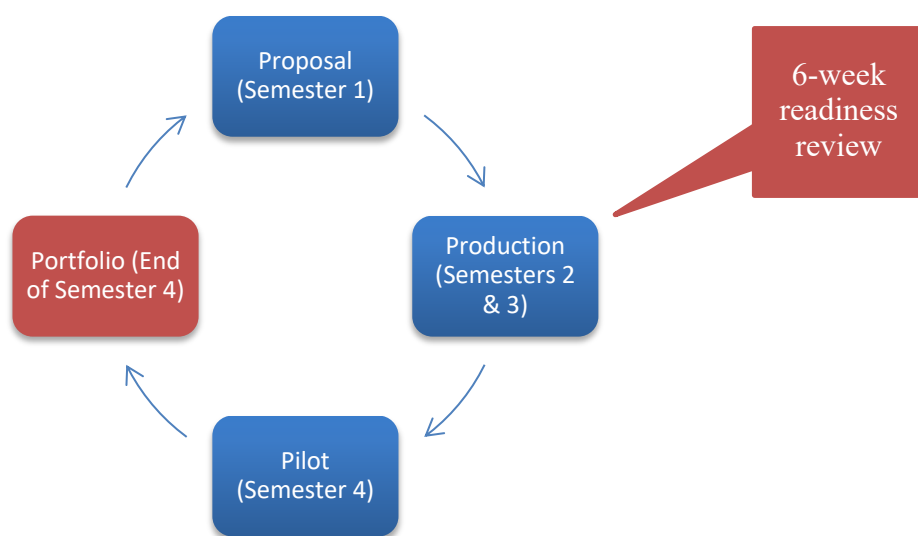 Proposal
(Semester 1)
6-week
readiness
review
Portfolio (End
of Semester 4)
Production
(Semesters 2
& 3)
Pilot
(Semester 4)